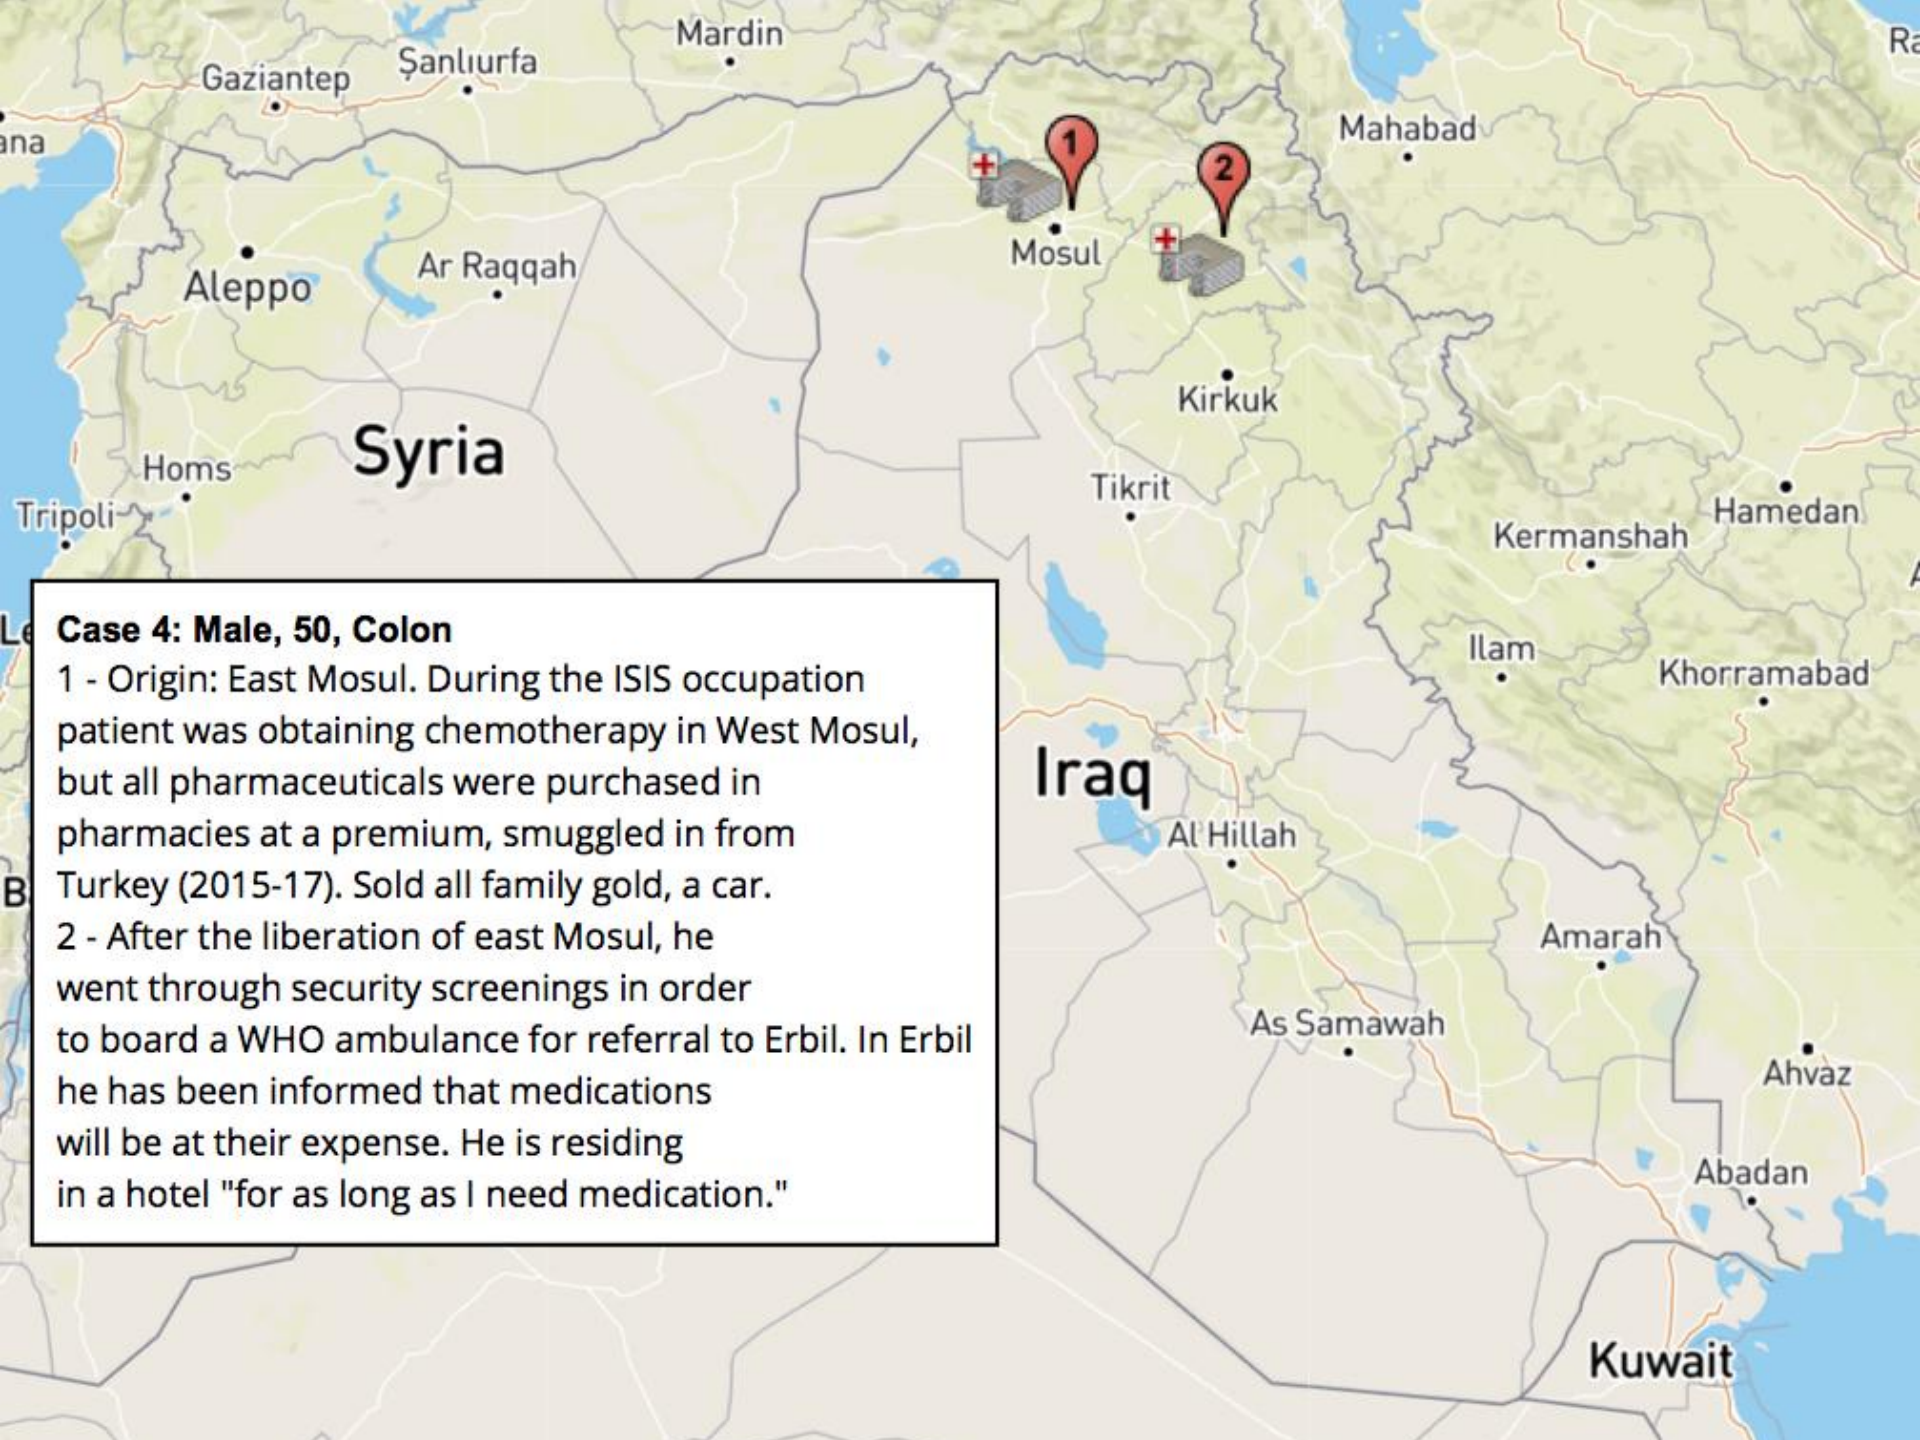 Mardin
Şanlıurfa
Gaziantep
Mahabad
1
2
Mosul
Ar Raqqah
Aleppo
Kirkuk
Syria
Homs
Tikrit
Tripoli
Hamedan
Kermanshah
Ilam
Khorramabad
Case 4: Male, 50, Colon
1 - Origin: East Mosul. During the ISIS occupation
patient was obtaining chemotherapy in West Mosul,
but all pharmaceuticals were purchased in
pharmacies at a premium, smuggled in from
Turkey (2015-17). Sold all family gold, a car.
2 - After the liberation of east Mosul, he
went through security screenings in order
to board a WHO ambulance for referral to Erbil. In Erbil
he has been informed that medications
will be at their expense. He is residing
in a hotel "for as long as I need medication."
Iraq
Al Hillah
Amarah
As Samawah
Ahvaz
Abadan
Kuwait